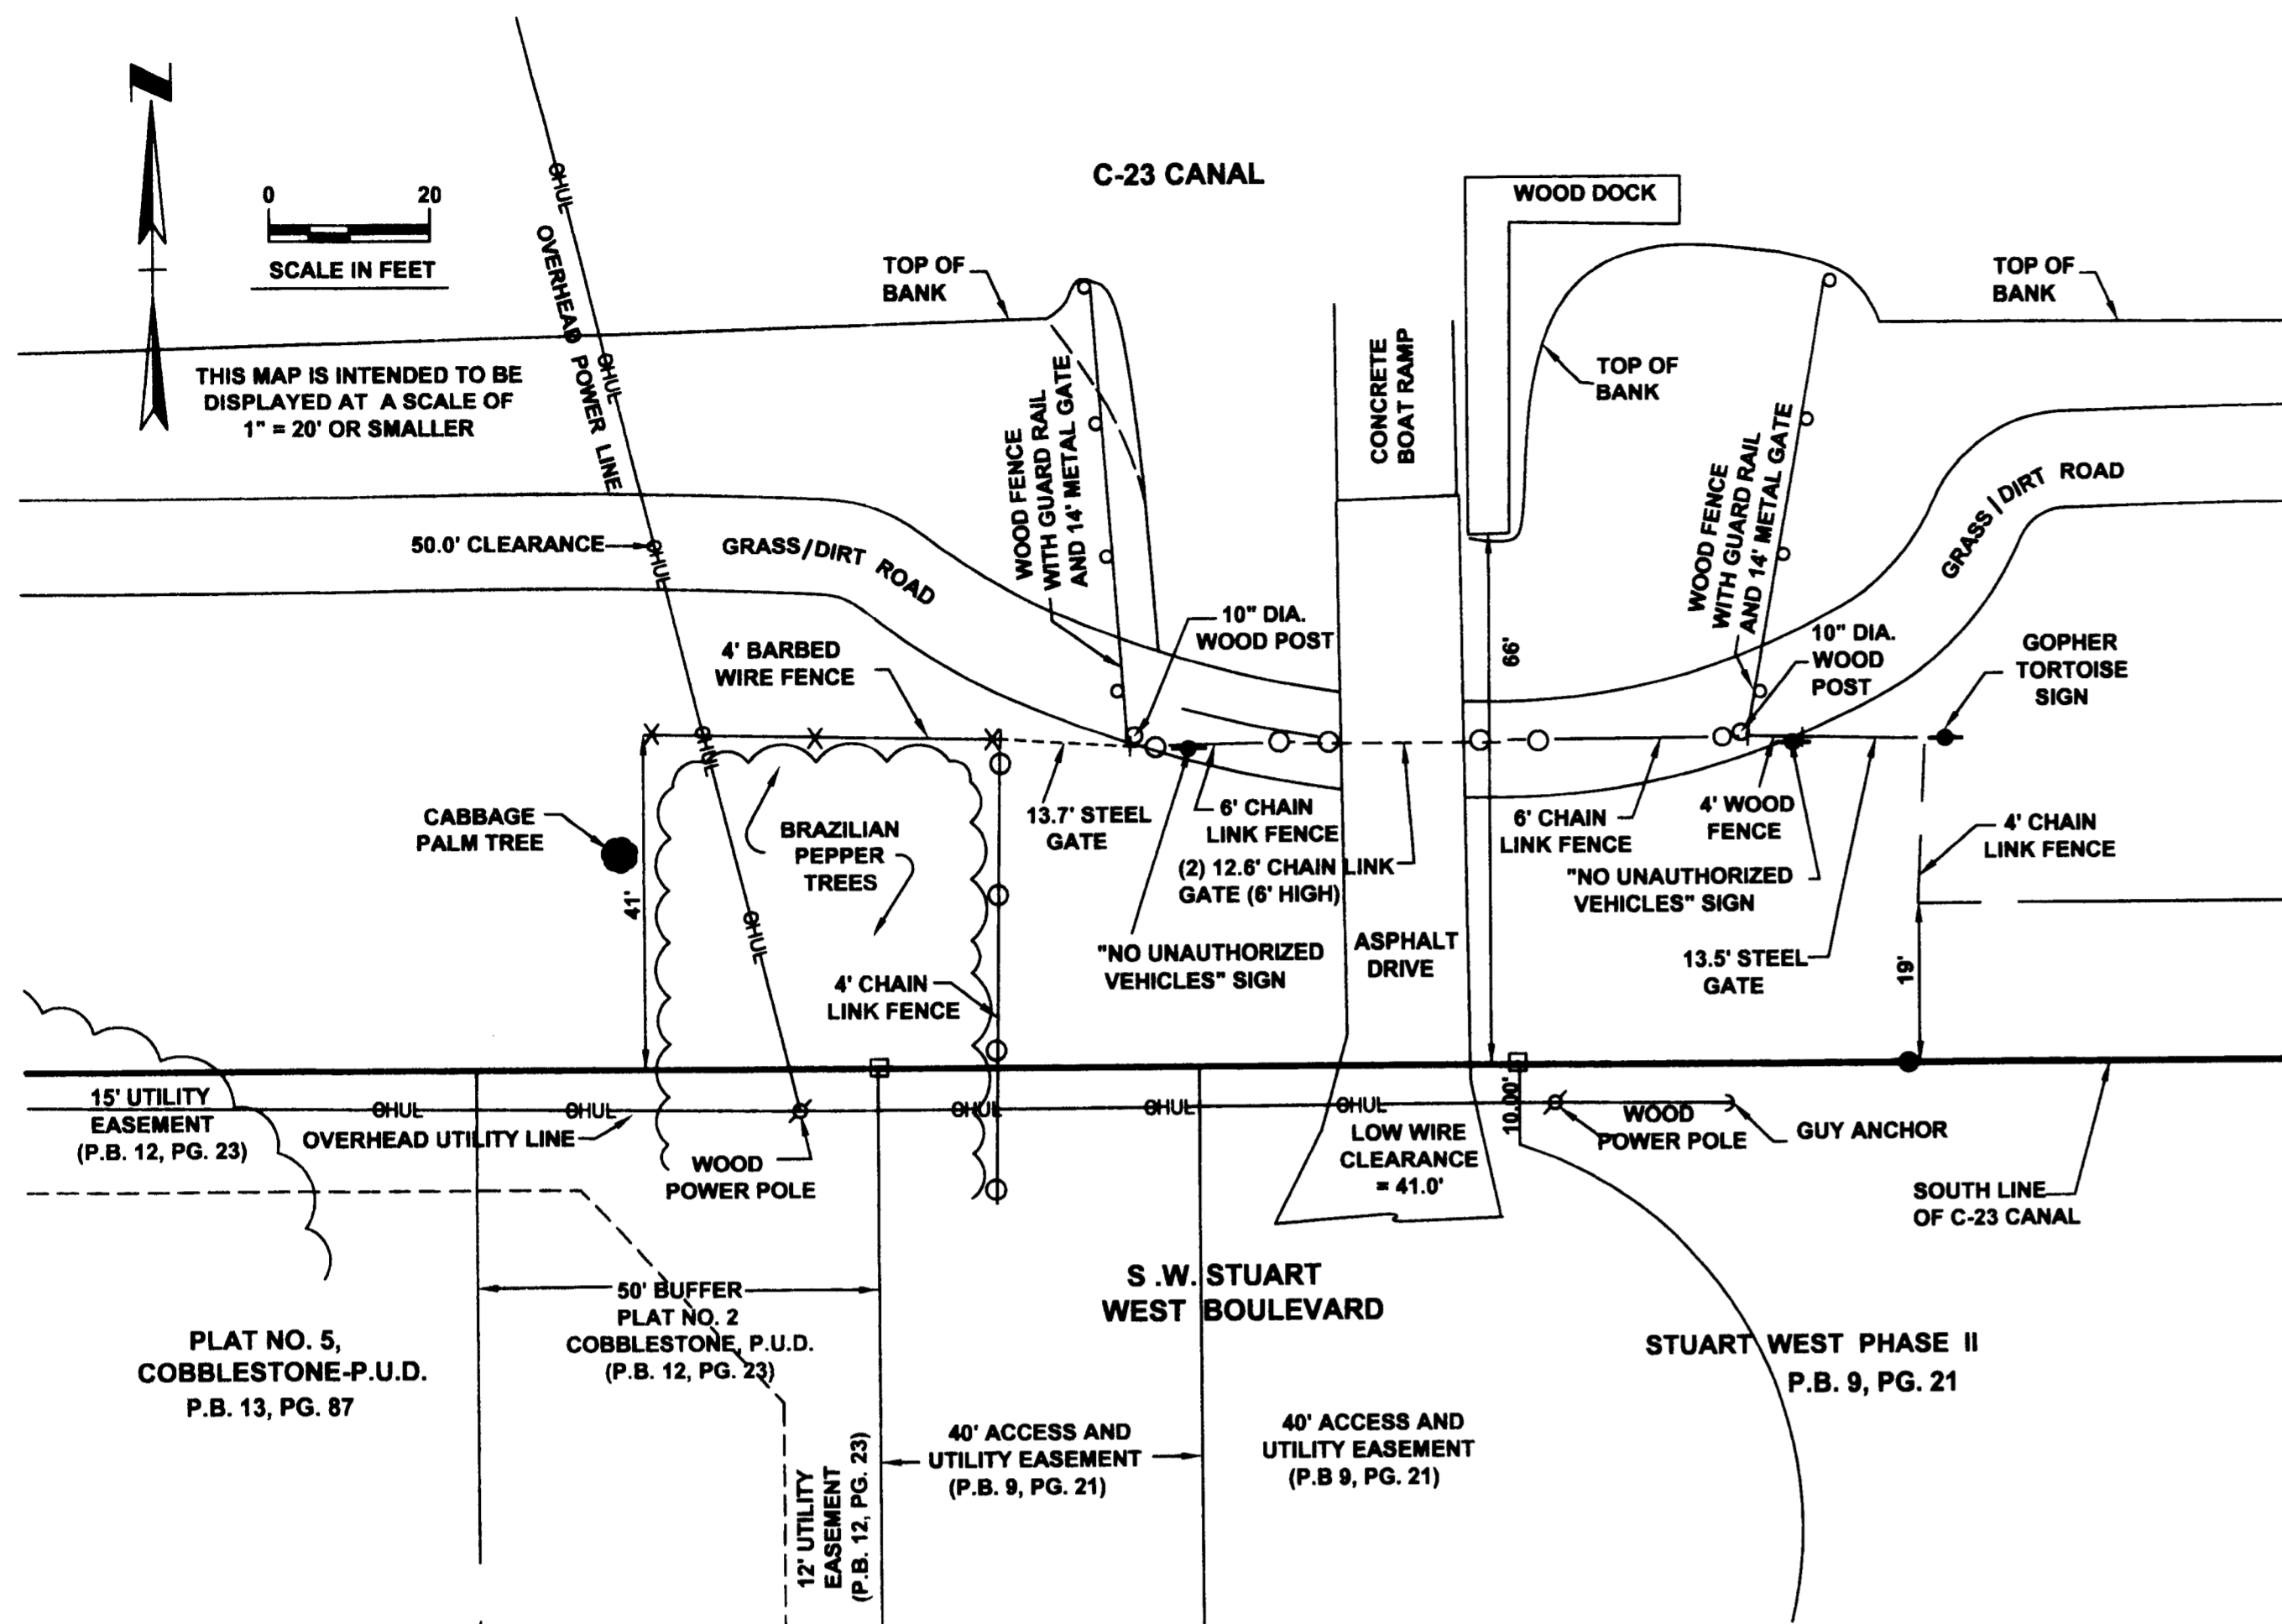 N
0 20
SCALE IN FEET
THIS MAP IS INTENDED TO BE
DISPLAYED AT A SCALE OF
1" = 20' OR SMALLER
C-23 CANAL
WOOD DOCK
OHUL
OVERHEAD POWER LINE
OHUL
OHUL
OHUL
OHUL
TOP OF
BANK
TOP OF
BANK
TOP OF
BANK
CONCRETE
BOAT RAMP
WOOD FENCE
WITH GUARD RAIL
AND 14' METAL GATE
WOOD FENCE
WITH GUARD RAIL
AND 14' METAL GATE
50.0' CLEARANCE
GRASS/DIRT ROAD
GRASS/DIRT ROAD
10" DIA.
WOOD POST
66'
10" DIA.
WOOD
POST
GOPHER
TORTOISE
SIGN
4' BARBED
WIRE FENCE
CABBAGE
PALM TREE
41'
BRAZILIAN
PEPPER
TREES
13.7' STEEL
GATE
6' CHAIN
LINK FENCE
(2) 12.6' CHAIN LINK
GATE (6' HIGH)
6' CHAIN
LINK FENCE
4' WOOD
FENCE
4' CHAIN
LINK FENCE
"NO UNAUTHORIZED
VEHICLES" SIGN
"NO UNAUTHORIZED
VEHICLES" SIGN
ASPHALT
DRIVE
13.5' STEEL
GATE
19'
4' CHAIN
LINK FENCE
15' UTILITY
EASEMENT
(P.B. 12, PG. 23)
OHUL
OHUL
OHUL
OHUL
OHUL
OVERHEAD UTILITY LINE
WOOD
POWER POLE
LOW WIRE
CLEARANCE
= 41.0'
10.00'
WOOD
POWER POLE
GUY ANCHOR
SOUTH LINE
OF C-23 CANAL
50' BUFFER
PLAT NO. 2
COBBLESTONE, P.U.D.
(P.B. 12, PG. 23)
S .W. STUART
WEST BOULEVARD
PLAT NO. 5,
COBBLESTONE-P.U.D.
P.B. 13, PG. 87
STUART WEST PHASE II
P.B. 9, PG. 21
12' UTILITY
EASEMENT
(P.B. 12, PG. 23)
40' ACCESS AND
UTILITY EASEMENT
(P.B. 9, PG. 21)
40' ACCESS AND
UTILITY EASEMENT
(P.B 9, PG. 21)